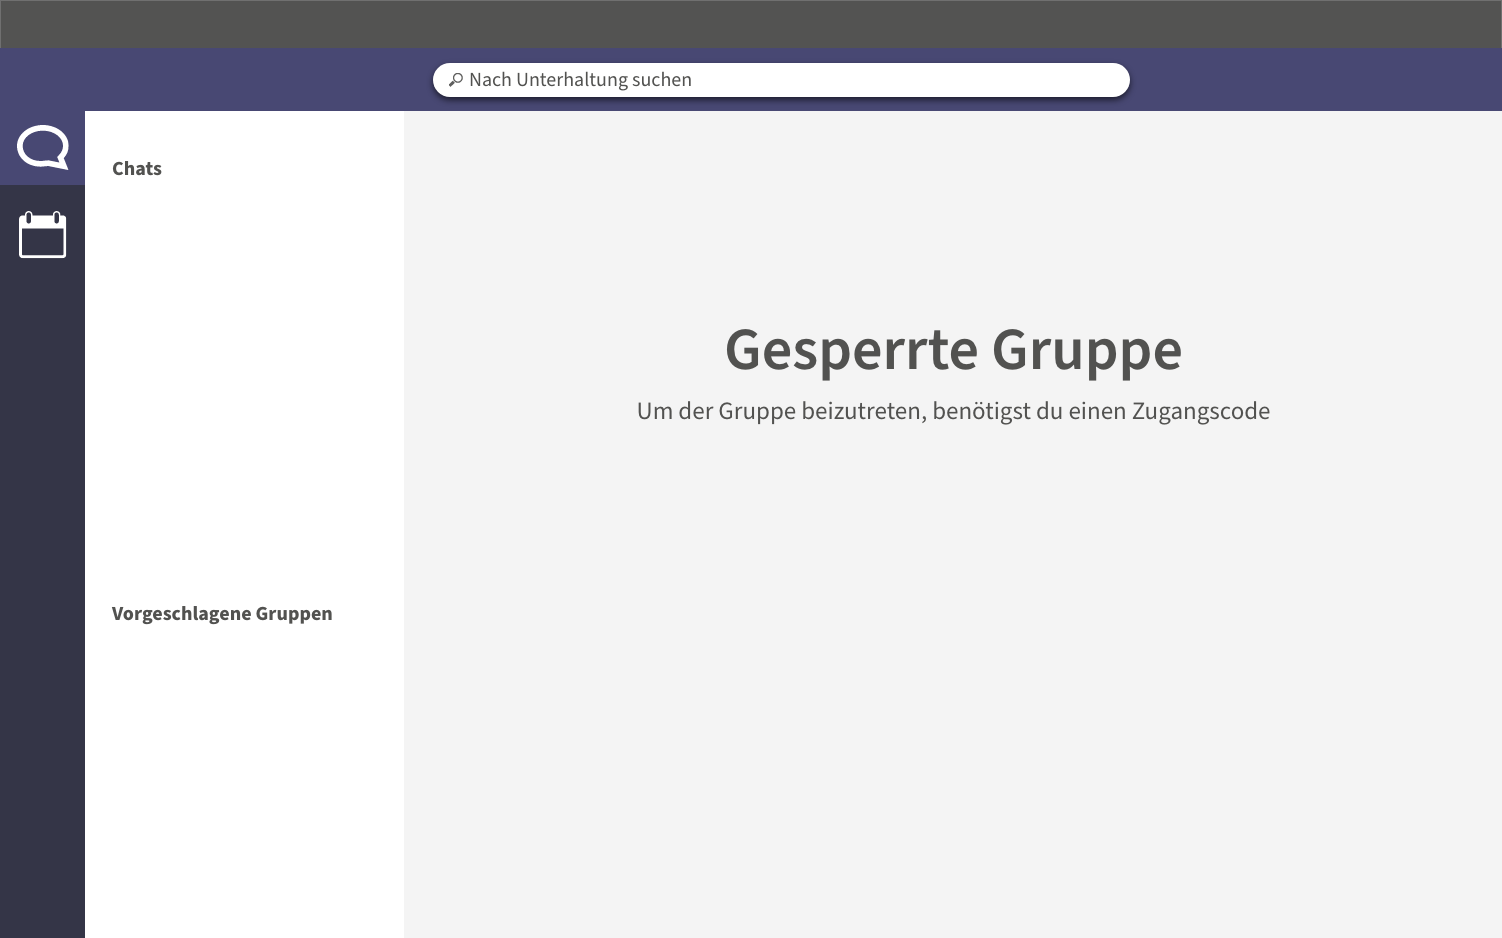 Nach Unterhaltung suchen
Chats
Gesperrte Gruppe
Um der Gruppe beizutreten, benötigst du einen Zugangscode
Vorgeschlagene Gruppen